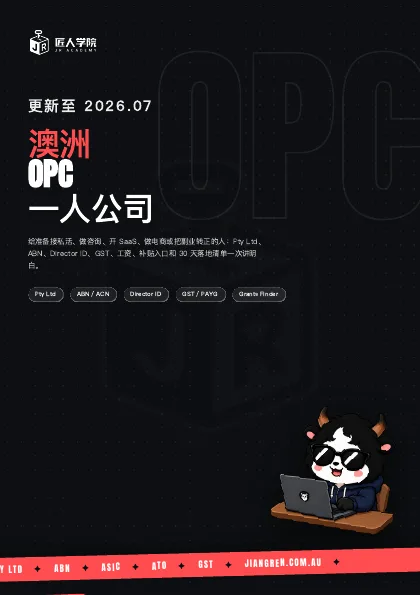 匠人学院
JR ACADEMY
OPC
更新至 2026.07
澳洲
OPC
一人公司
给准备接私活、做咨询、开 SaaS、做电商或把副业转正的人：Pty Ltd、
ABN、Director ID、GST、工资、补贴入口和 30 天落地清单一次讲明
白。
Pty Ltd
ABN / ACN
Director ID
GST / PAYG
Grants Finder
JR
Y LTD ✦ ABN ✦ ASIC ✦ ATO ✦ GST ✦ JIANGREN.COM.AU ✦